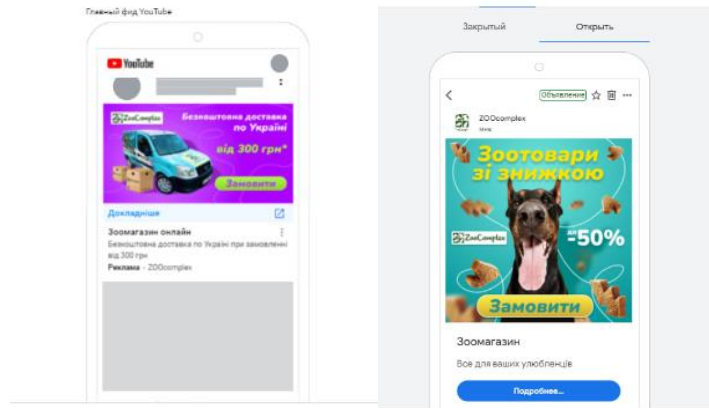 Главный фид YouTube
YouTube
ZooComplex
Безкоштовна доставка
по Україні
від 300 грн*
Замовити
Докладніше
Зоомагазин онлайн
Безкоштовна доставка по Україні при замовленні
від 300 грн
Реклама - ZOOcomplex
Закрытый
Открыть
Объявление
ZOOcomplex
мне
Зоотовари
зі знижкою
ZooComplex
до
-50%
Замовити
Зоомагазин
Все для ваших улюбленців
Подробнее...